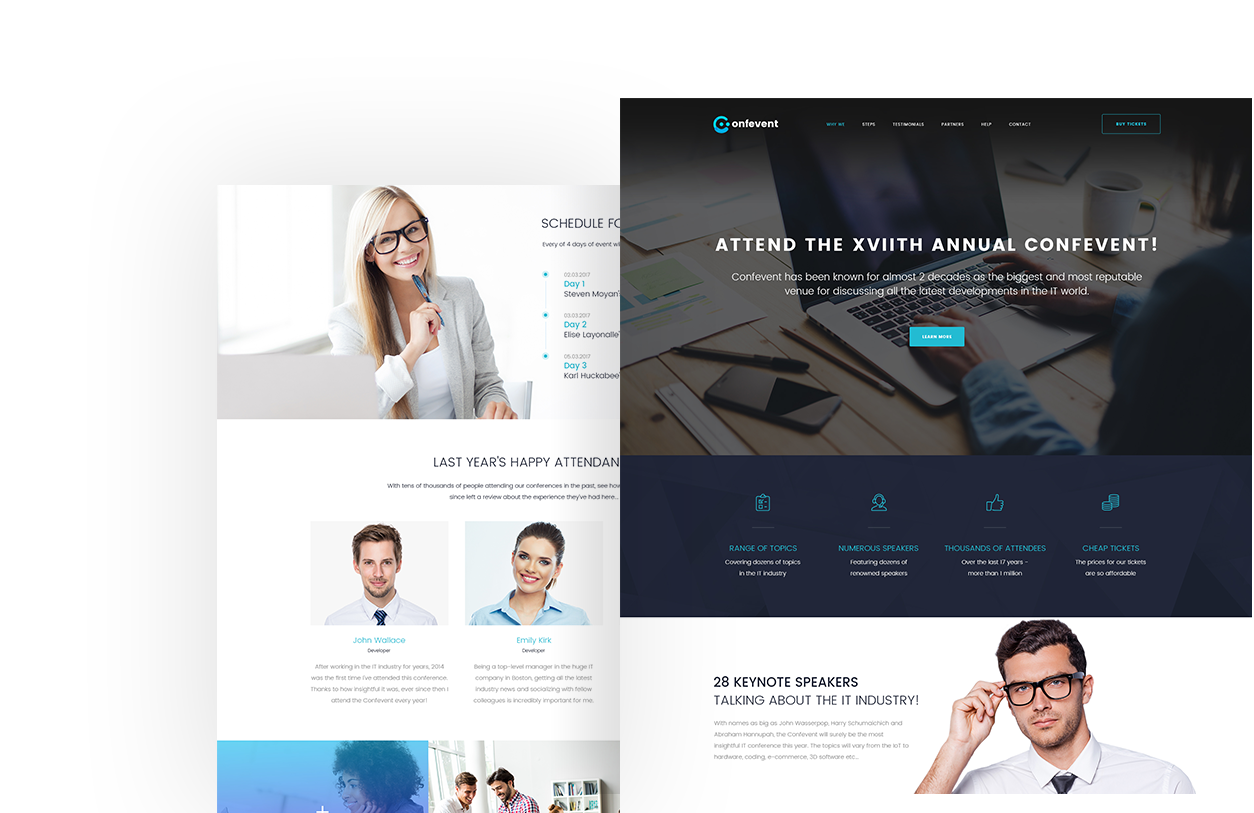 onfevent
WHY WE STEPS TESTIMONIALS PARTNERS HELP CONTACT
BUY TICKETS
ATTEND THE XVIITH ANNUAL CONFEVENT!
Confevent has been known for almost 2 decades as the biggest and most reputable
venue for discussing all the latest developments in the IT world.
LEARN MORE
RANGE OF TOPICS
Covering dozens of topics
in the IT industry
NUMEROUS SPEAKERS
Featuring dozens of
renowned speakers
THOUSANDS OF ATTENDEES
Over the last 17 years -
more than 1 million
CHEAP TICKETS
The prices for our tickets
are so affordable
28 KEYNOTE SPEAKERS
TALKING ABOUT THE IT INDUSTRY!
With names as big as John Wasserpop, Harry Schumalchich and
Abraham Hannupah, the Confevent will surely be the most
insightful IT conference this year. The topics will vary from the IoT to
hardware, coding, e-commerce, 3D software etc...
SCHEDULE FO
Every of 4 days of event wi
02.03.2017
Day 1
Steven Moyan'
03.03.2017
Day 2
Elise Layonalle'
05.03.2017
Day 3
Karl Huckabee'
LAST YEAR'S HAPPY ATTENDAN
With tens of thousands of people attending our conferences in the past, see how
since left a review about the experience they've had here...
John Wallace
Developer
After working in the IT industry for years, 2014
was the first time I've attended this conference.
Thanks to how insightful it was, ever since then I
attend the Confevent every year!
Emily Kirk
Developer
Being a top-level manager in the huge IT
company in Boston, getting all the latest
industry news and socializing with fellow
colleagues is incredibly important for me.